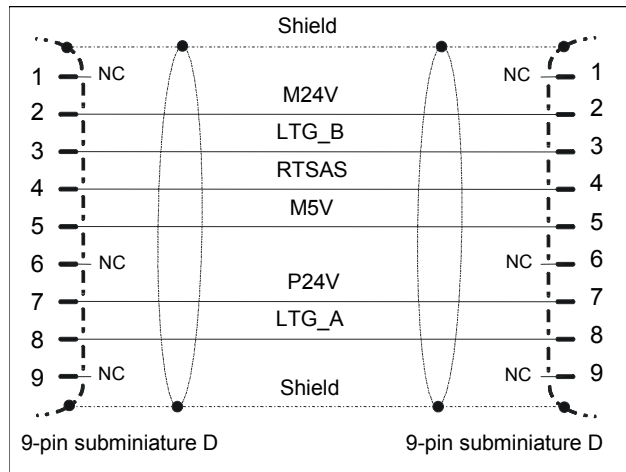 Shield
1 NC NC 1
M24V
2 2
LTG_B
3 3
RTSAS
4 4
M5V
5 5
6 NC NC 6
P24V
7 7
LTG_A
8 8
9 NC NC 9
Shield
9-pin subminiature D 9-pin subminiature D